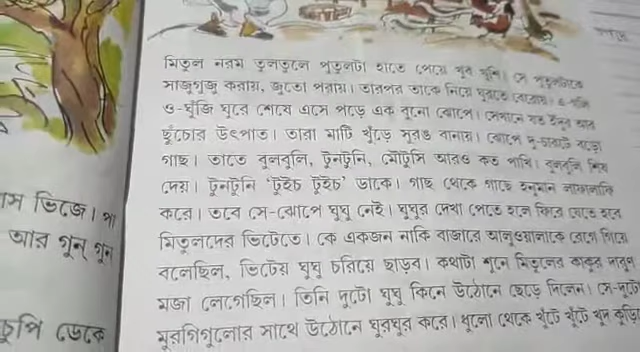 মিতুল নরম তুলতুলে পুতুলটা হাতে পেয়ে খুব খুশি। সে পুতুলটাকে
সাজুগুজু করায়, জুতো পরায়। তারপর তাকে নিয়ে ঘুরতে বেরোয়। এ-গলি
ও-ঘুঁজি ঘুরে শেষে এসে পড়ে এক বুনো ঝোপে। সেখানে যত ইঁদুর আর
ছুঁচোর উৎপাত। তারা মাটি খুঁড়ে সুরঙ বানায়। ঝোপে দু-চারটে বড়ো
গাছ। তাতে বুলবুলি, টুনটুনি, মৌটুসি আরও কত পাখি। বুলবুলি শিষ
দেয়। টুনটুনি ‘টুইচ টুইচ’ ডাকে। গাছ থেকে গাছে হনুমান লাফালাফি
করে। তবে সে-ঝোপে ঘুঘু নেই। ঘুঘুর দেখা পেতে হলে ফিরে যেতে হবে
মিতুলদের ভিটেতে। কে একজন নাকি বাজারে আলুওয়ালাকে রেগে গিয়ে
বলেছিল, ভিটেয় ঘুঘু চরিয়ে ছাড়ব। কথাটা শুনে মিতুলের কাকুর দারুণ
মজা লেগেছিল। তিনি দুটো ঘুঘু কিনে উঠোনে ছেড়ে দিলেন। সে-দুটো
মুরগিগুলোর সাথে উঠোনে ঘুরঘুর করে। ধুলো থেকে খুঁটে খুঁটে খুদ কুড়ি
াস ভিজে। পা
আর গুন্ গুন্
চুপি ডেকে